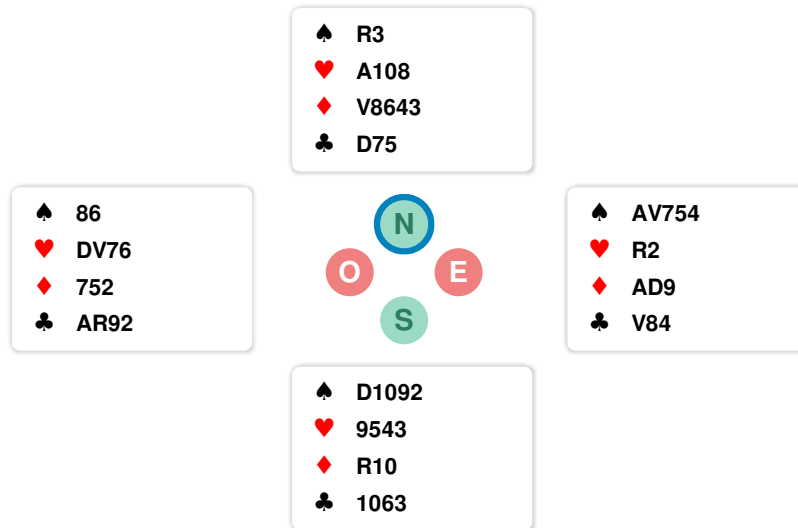 ♠ R3
♥ A108
♦ V8643
♣ D75
♠ 86
♥ DV76
♦ 752
♣ AR92
N
O E
S
♠ AV754
♥ R2
♦ AD9
♣ V84
♠ D1092
♥ 9543
♦ R10
♣ 1063